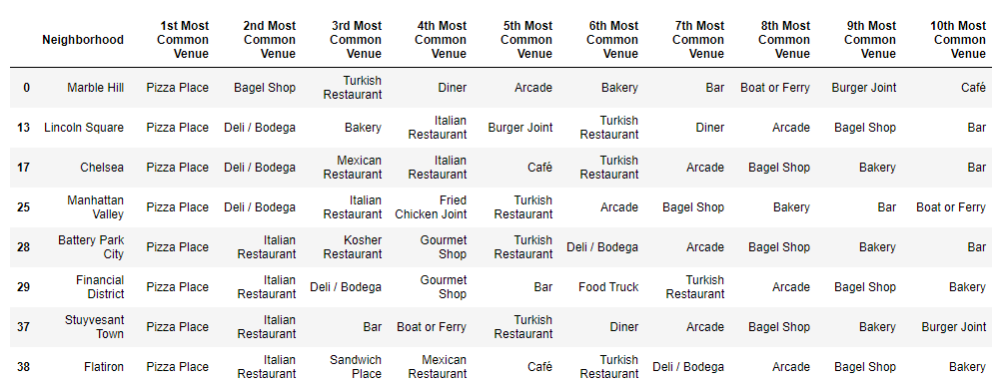 Neighborhood 1st Most Common Venue 2nd Most Common Venue 3rd Most Common Venue 4th Most Common Venue 5th Most Common Venue 6th Most Common Venue 7th Most Common Venue 8th Most Common Venue 9th Most Common Venue 10th Most Common Venue
0 Marble Hill Pizza Place Bagel Shop Turkish Restaurant Diner Arcade Bakery Bar Boat or Ferry Burger Joint Café
13 Lincoln Square Pizza Place Deli / Bodega Bakery Italian Restaurant Burger Joint Turkish Restaurant Diner Arcade Bagel Shop Bar
17 Chelsea Pizza Place Deli / Bodega Mexican Restaurant Italian Restaurant Café Turkish Restaurant Arcade Bagel Shop Bakery Bar
25 Manhattan Valley Pizza Place Deli / Bodega Italian Restaurant Fried Chicken Joint Turkish Restaurant Arcade Bagel Shop Bakery Bar Boat or Ferry
28 Battery Park City Pizza Place Italian Restaurant Kosher Restaurant Gourmet Shop Turkish Restaurant Deli / Bodega Arcade Bagel Shop Bakery Bar
29 Financial District Pizza Place Italian Restaurant Deli / Bodega Gourmet Shop Bar Food Truck Turkish Restaurant Arcade Bagel Shop Bakery
37 Stuyvesant Town Pizza Place Italian Restaurant Bar Boat or Ferry Turkish Restaurant Diner Arcade Bagel Shop Bakery Burger Joint
38 Flatiron Pizza Place Italian Restaurant Sandwich Place Mexican Restaurant Café Turkish Restaurant Deli / Bodega Arcade Bagel Shop Bakery